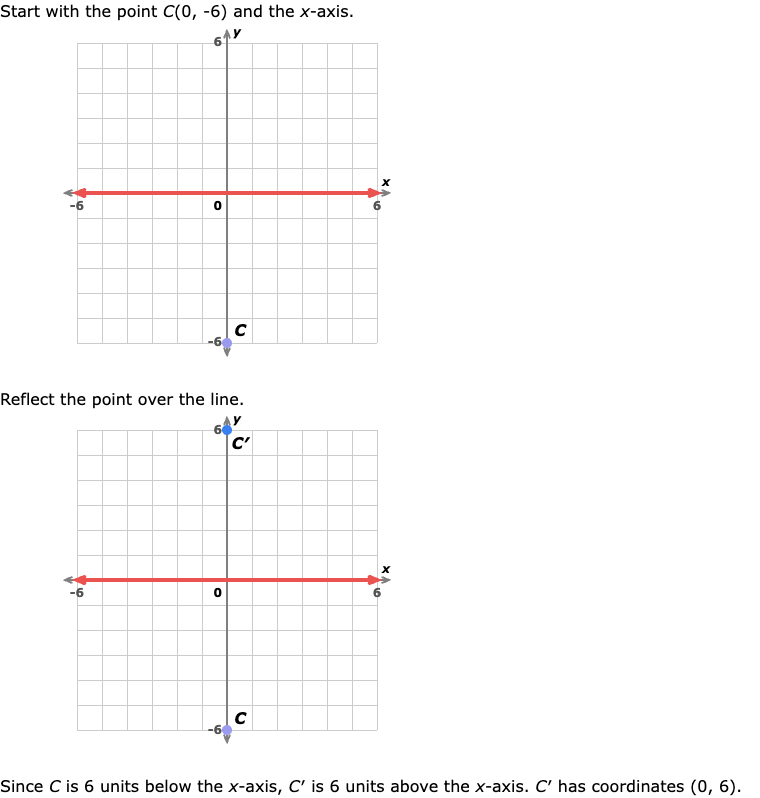 Start with the point C(0, -6) and the x-axis.
6 y
x
-6 0 6
C
-6
Reflect the point over the line.
y
6
C′
x
-6 0 6
C
-6
Since C is 6 units below the x-axis, C′ is 6 units above the x-axis. C′ has coordinates (0, 6).